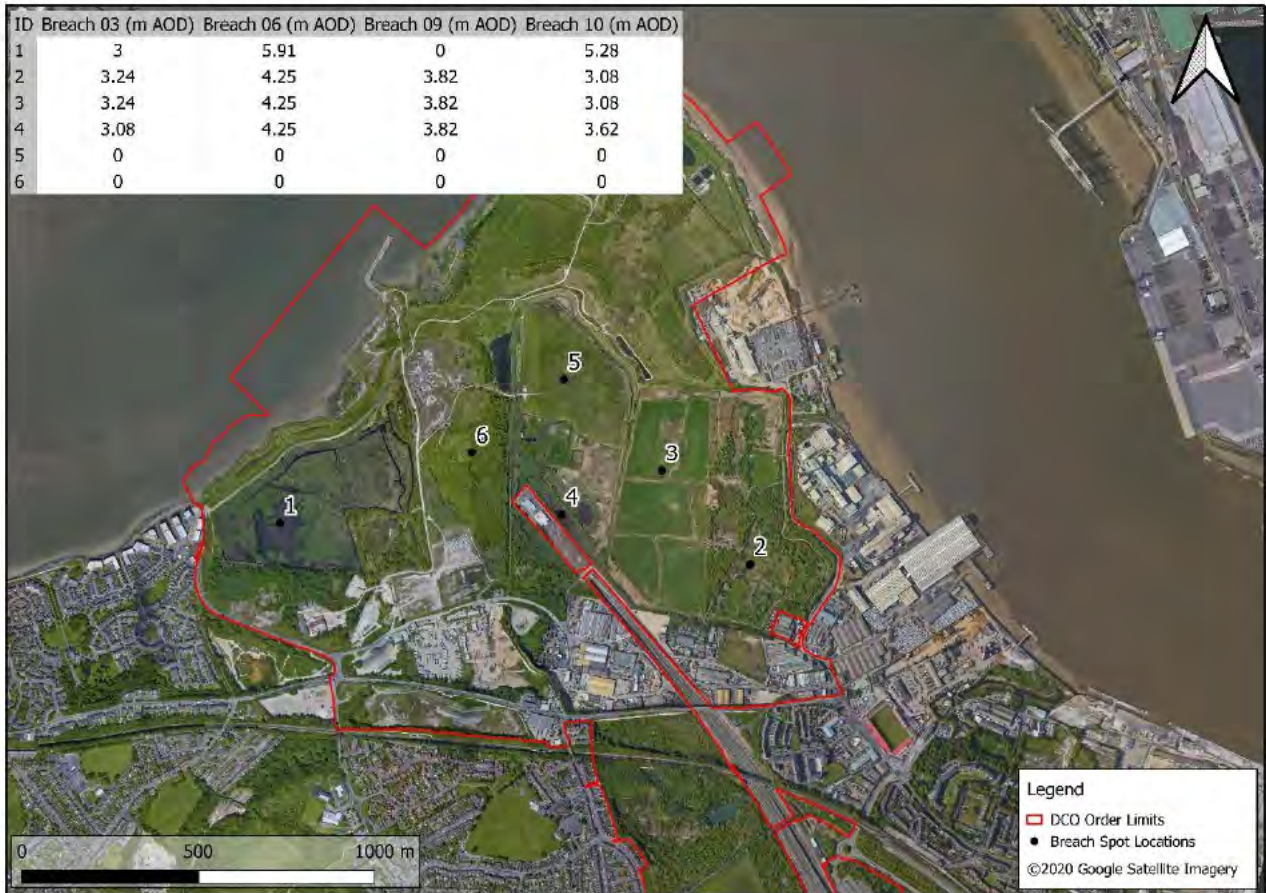 ID Breach 03 (m AOD) Breach 06 (m AOD) Breach 09 (m AOD) Breach 10 (m AOD)
1 3 5.91 0 5.28
2 3.24 4.25 3.82 3.08
3 3.24 4.25 3.82 3.08
4 3.08 4.25 3.82 3.62
5 0 0 0 0
6 0 0 0 0
5
6
3
1
4
2
0 500 1000 m
Legend
DCO Order Limits
Breach Spot Locations
©2020 Google Satellite Imagery